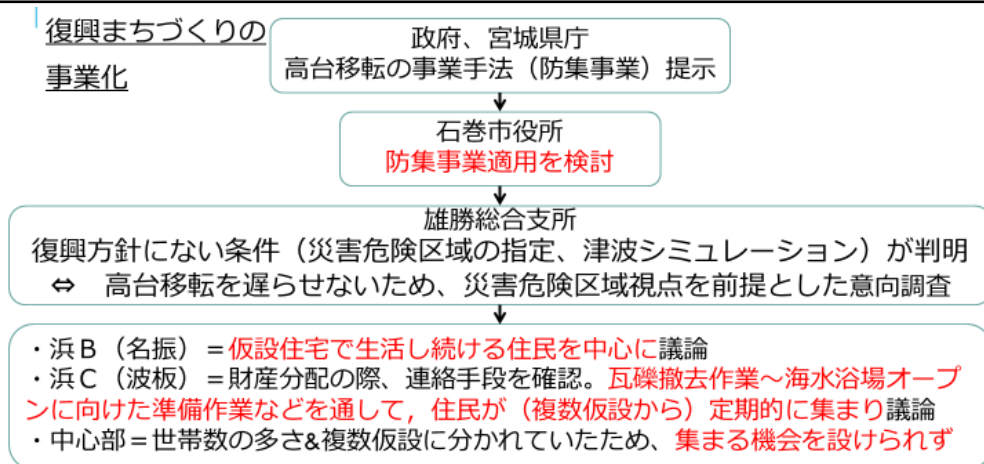 復興まちづくりの
事業化
政府、宮城県庁
高台移転の事業手法（防集事業）提示
石巻市役所
防集事業適用を検討
雄勝総合支所
復興方針にない条件（災害危険区域の指定、津波シミュレーション）が判明
⇔　高台移転を遅らせないため、災害危険区域視点を前提とした意向調査
・浜Ｂ（名振）＝仮設住宅で生活し続ける住民を中心に議論
・浜Ｃ（波板）＝財産分配の際、連絡手段を確認。瓦礫撤去作業～海水浴場オープ
ンに向けた準備作業などを通して，住民が（複数仮設から）定期的に集まり議論
・中心部＝世帯数の多さ&複数仮設に分かれていたため、集まる機会を設けられず